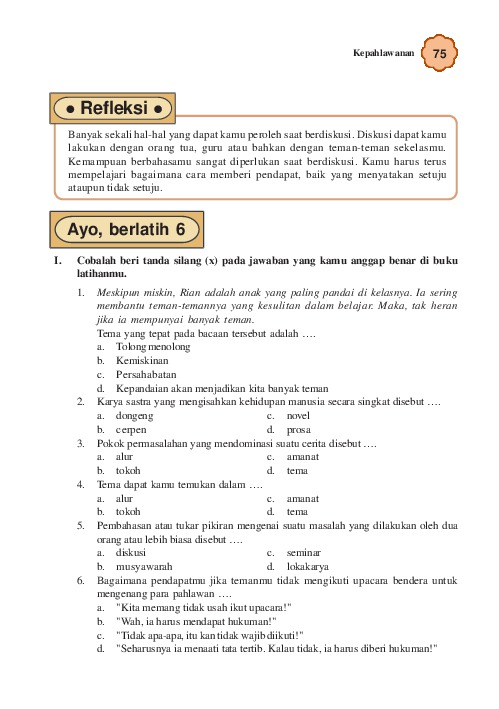 Kepahlawanan 75
• Refleksi •
Banyak sekali hal-hal yang dapat kamu peroleh saat berdiskusi. Diskusi dapat kamu
lakukan dengan orang tua, guru atau bahkan dengan teman-teman sekelasmu.
Kemampuan berbahasamu sangat diperlukan saat berdiskusi. Kamu harus terus
mempelajari bagaimana cara memberi pendapat, baik yang menyatakan setuju
ataupun tidak setuju.
Ayo, berlatih 6
I. Cobalah beri tanda silang (x) pada jawaban yang kamu anggap benar di buku
latihanmu.
1. Meskipun miskin, Rian adalah anak yang paling pandai di kelasnya. Ia sering
membantu teman-temannya yang kesulitan dalam belajar. Maka, tak heran
jika ia mempunyai banyak teman.
Tema yang tepat pada bacaan tersebut adalah ….
a. Tolong menolong
b. Kemiskinan
c. Persahabatan
d. Kepandaian akan menjadikan kita banyak teman
2. Karya sastra yang mengisahkan kehidupan manusia secara singkat disebut ….
a. dongeng c. novel
b. cerpen d. prosa
3. Pokok permasalahan yang mendominasi suatu cerita disebut ….
a. alur c. amanat
b. tokoh d. tema
4. Tema dapat kamu temukan dalam ….
a. alur c. amanat
b. tokoh d. tema
5. Pembahasan atau tukar pikiran mengenai suatu masalah yang dilakukan oleh dua
orang atau lebih biasa disebut ….
a. diskusi c. seminar
b. musyawarah d. lokakarya
6. Bagaimana pendapatmu jika temanmu tidak mengikuti upacara bendera untuk
mengenang para pahlawan ….
a. "Kita memang tidak usah ikut upacara!"
b. "Wah, ia harus mendapat hukuman!"
c. "Tidak apa-apa, itu kan tidak wajib diikuti!"
d. "Seharusnya ia menaati tata tertib. Kalau tidak, ia harus diberi hukuman!"